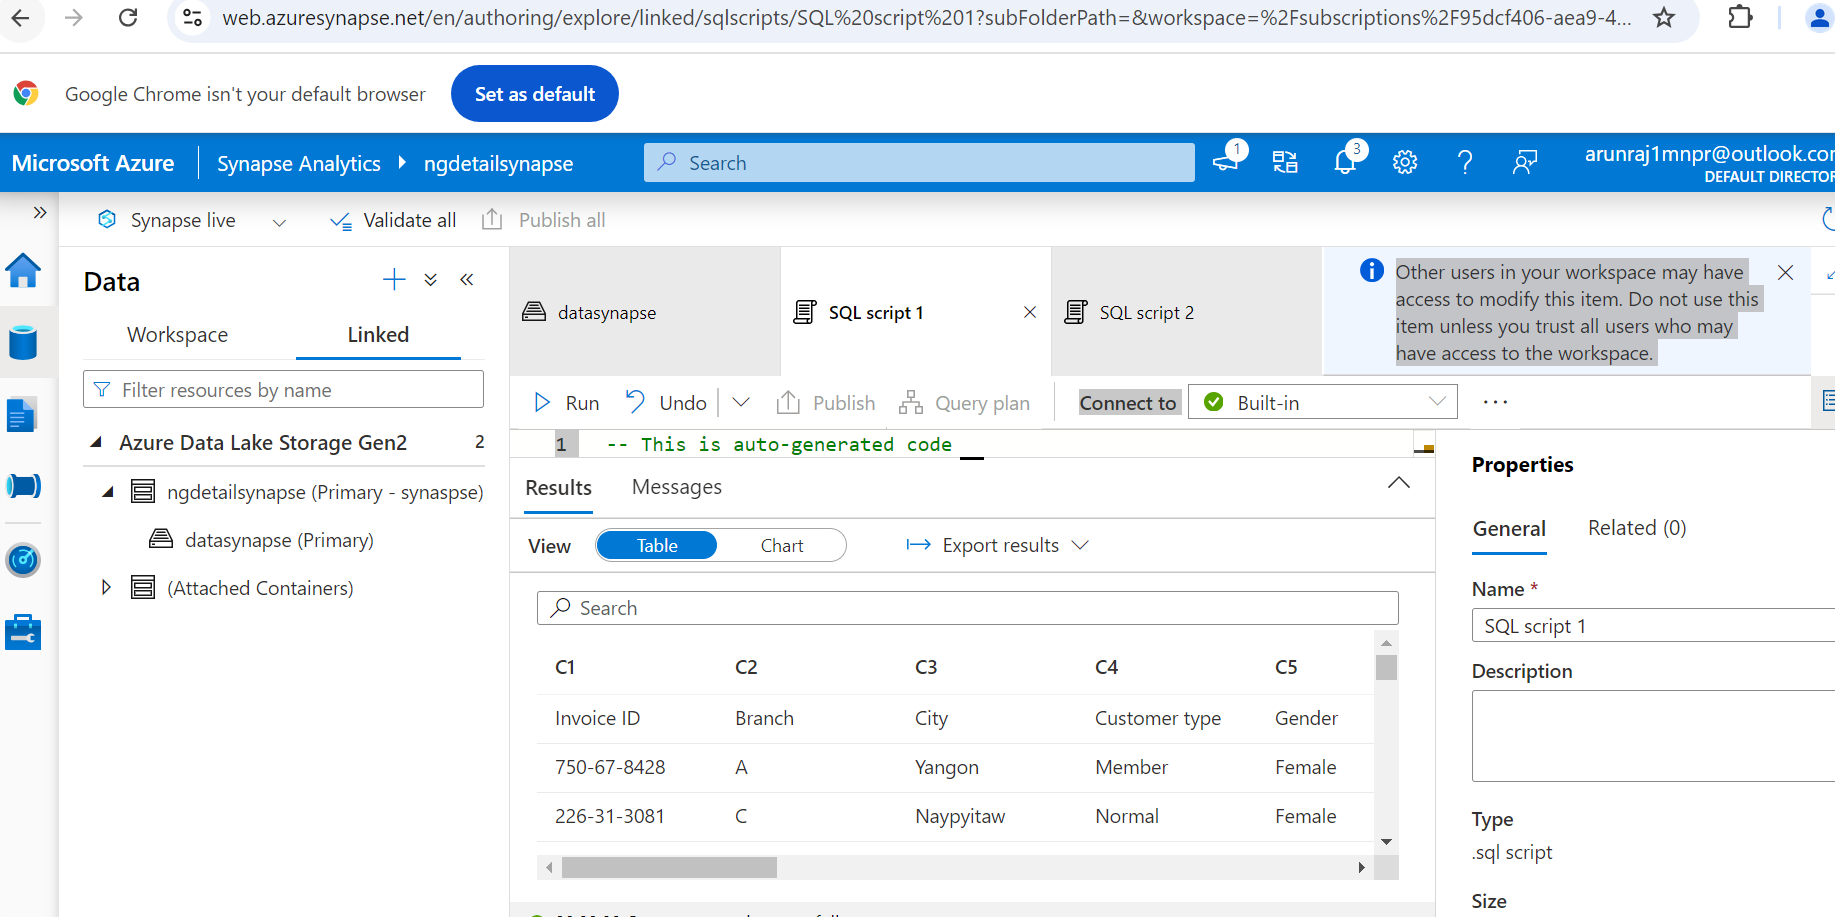 web.azuresynapse.net/en/authoring/explore/linked/sqlscripts/SQL%20script%201?subFolderPath=&workspace=%2Fsubscriptions%2F95dcf406-aea9-4...
Google Chrome isn't your default browser
Set as default
Microsoft Azure
Synapse Analytics
ngdetailsynapse
Search
1
3
arunraj1mnpr@outlook.com
DEFAULT DIRECTOR
Synapse live
Validate all
Publish all
Data
Workspace
Linked
Filter resources by name
Azure Data Lake Storage Gen2 2
ngdetailsynapse (Primary - synaspse)
datasynapse (Primary)
(Attached Containers)
datasynapse
SQL script 1
SQL script 2
Other users in your workspace may have
access to modify this item. Do not use this
item unless you trust all users who may
have access to the workspace.
Run
Undo
Publish
Query plan
Connect to
Built-in
1 -- This is auto-generated code
Results
Messages
View
Table
Chart
Export results
Search
C1 C2 C3 C4 C5
Invoice ID Branch City Customer type Gender
750-67-8428 A Yangon Member Female
226-31-3081 C Naypyitaw Normal Female
Properties
General
Related (0)
Name *
SQL script 1
Description
Type
.sql script
Size